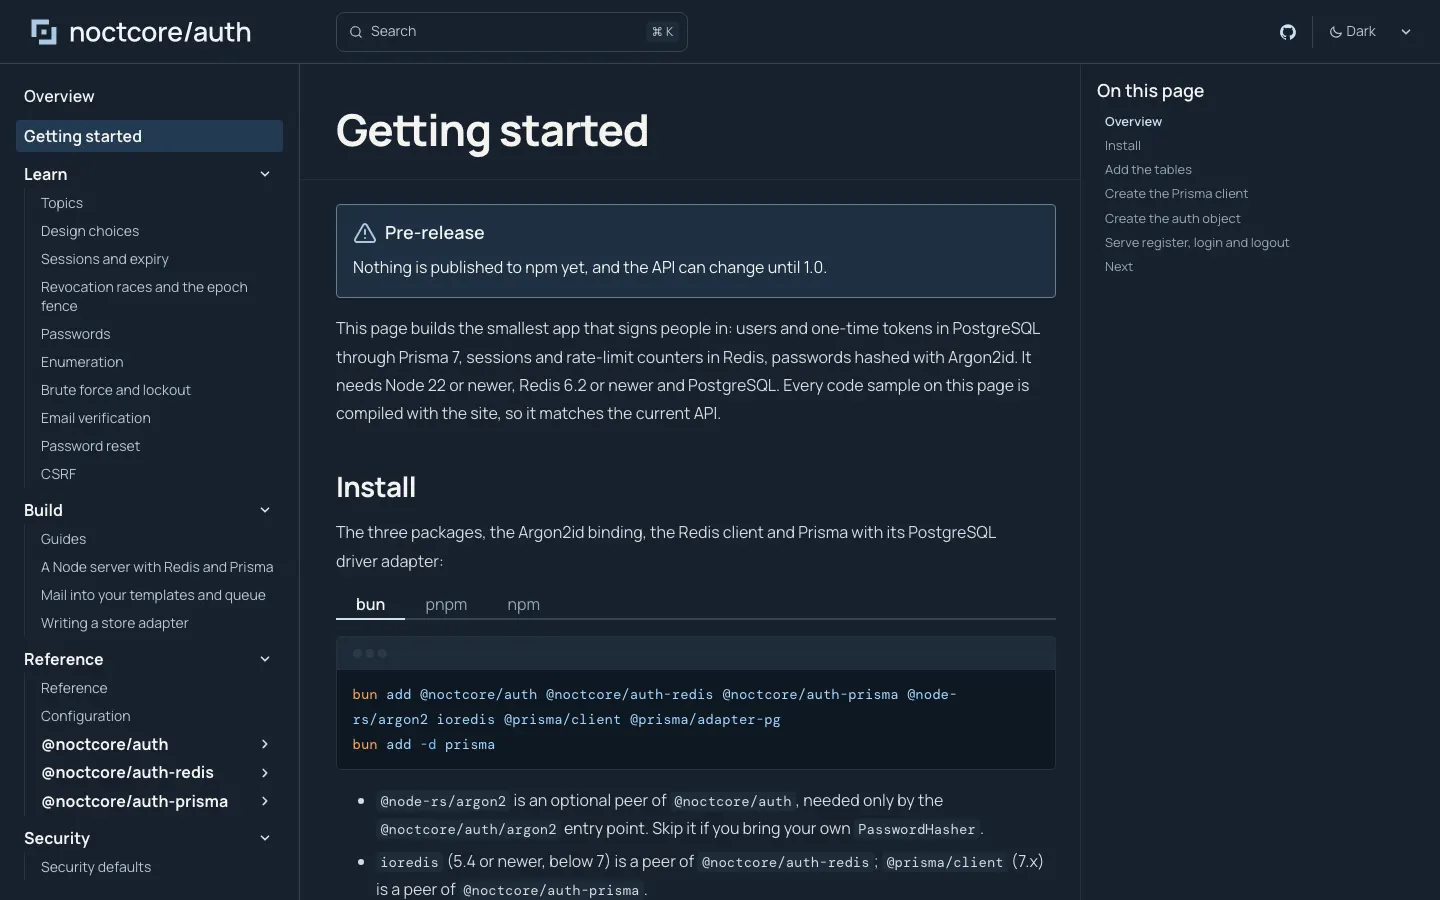 noctcore/auth
Search
⌘ K
Dark
Overview
Getting started
Learn
Topics
Design choices
Sessions and expiry
Revocation races and the epoch
fence
Passwords
Enumeration
Brute force and lockout
Email verification
Password reset
CSRF
Build
Guides
A Node server with Redis and Prisma
Mail into your templates and queue
Writing a store adapter
Reference
Reference
Configuration
@noctcore/auth
@noctcore/auth-redis
@noctcore/auth-prisma
Security
Security defaults
Getting started
Pre-release
Nothing is published to npm yet, and the API can change until 1.0.
This page builds the smallest app that signs people in: users and one-time tokens in PostgreSQL
through Prisma 7, sessions and rate-limit counters in Redis, passwords hashed with Argon2id. It
needs Node 22 or newer, Redis 6.2 or newer and PostgreSQL. Every code sample on this page is
compiled with the site, so it matches the current API.
Install
The three packages, the Argon2id binding, the Redis client and Prisma with its PostgreSQL
driver adapter:
bun pnpm npm
bun add @noctcore/auth @noctcore/auth-redis @noctcore/auth-prisma @node-
rs/argon2 ioredis @prisma/client @prisma/adapter-pg
bun add -d prisma
@node-rs/argon2 is an optional peer of @noctcore/auth, needed only by the
@noctcore/auth/argon2 entry point. Skip it if you bring your own PasswordHasher.
ioredis (5.4 or newer, below 7) is a peer of @noctcore/auth-redis; @prisma/client (7.x)
is a peer of @noctcore/auth-prisma.
On this page
Overview
Install
Add the tables
Create the Prisma client
Create the auth object
Serve register, login and logout
Next